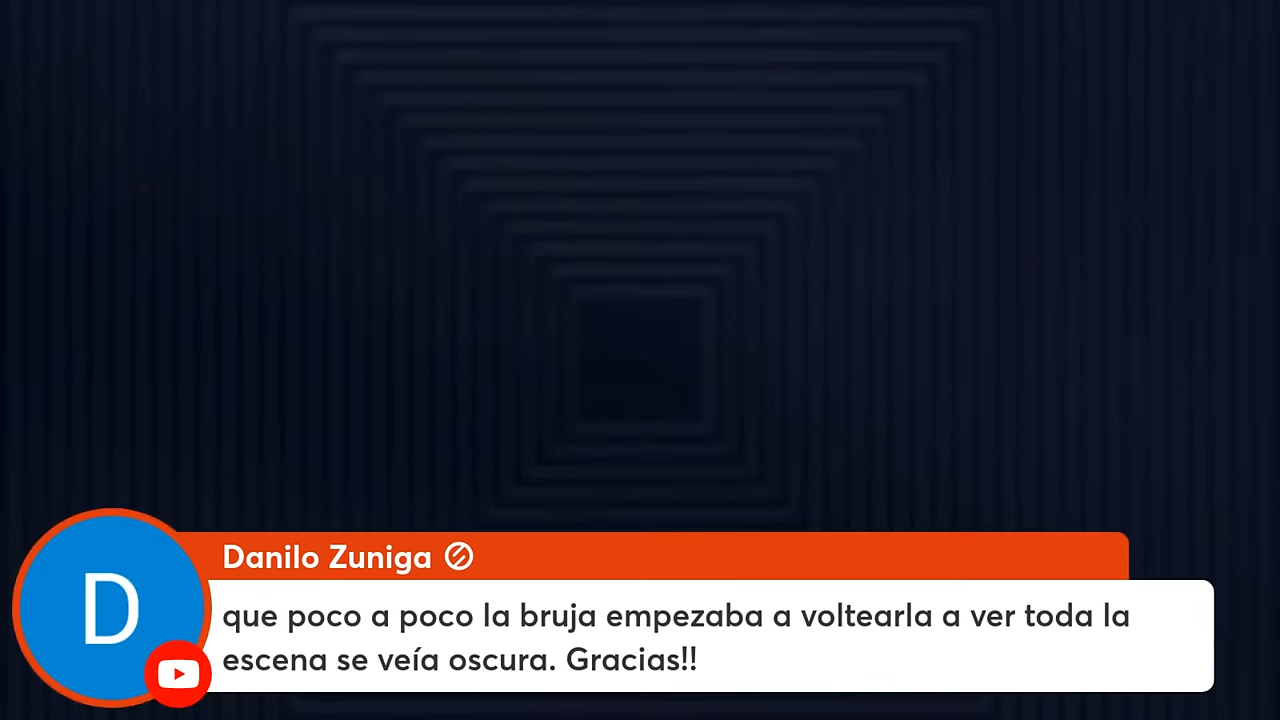 Danilo Zuniga
que poco a poco la bruja empezaba a voltearla a ver toda la
escena se veía oscura. Gracias!!
D